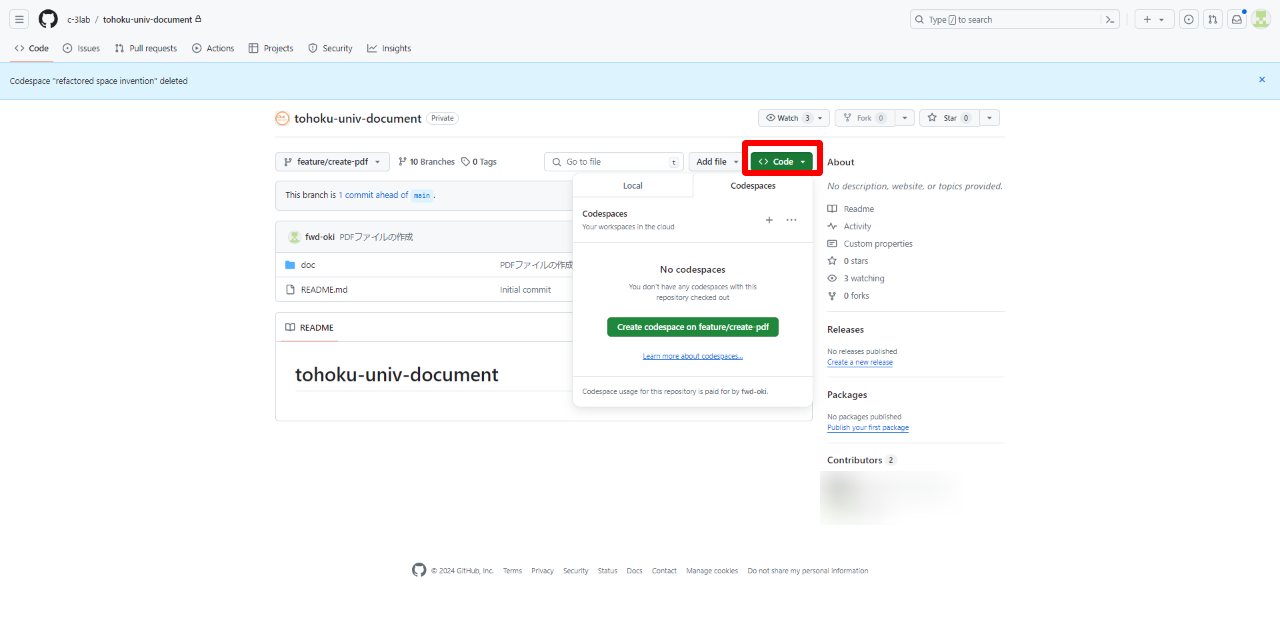 c-3lab / tohoku-univ-document
Type / to search
Code Issues Pull requests Actions Projects Security Insights
Codespace "refactored space invention" deleted
tohoku-univ-document Private
Watch 3 Fork 0 Star 0
feature/create-pdf 10 Branches 0 Tags
Go to file t Add file Code
This branch is 1 commit ahead of main .
fwd-oki PDFファイルの作成
doc PDFファイルの作成
README.md Initial commit
README
tohoku-univ-document
Local Codespaces
Codespaces
Your workspaces in the cloud
No codespaces
You don't have any codespaces with this
repository checked out
Create codespace on feature/create-pdf
Learn more about codespaces...
Codespace usage for this repository is paid for by fwd-oki.
About
No description, website, or topics provided.
Readme
Activity
Custom properties
0 stars
3 watching
0 forks
Releases
No releases published
Create a new release
Packages
No packages published
Publish your first package
Contributors 2
© 2024 GitHub, Inc. Terms Privacy Security Status Docs Contact Manage cookies Do not share my personal information